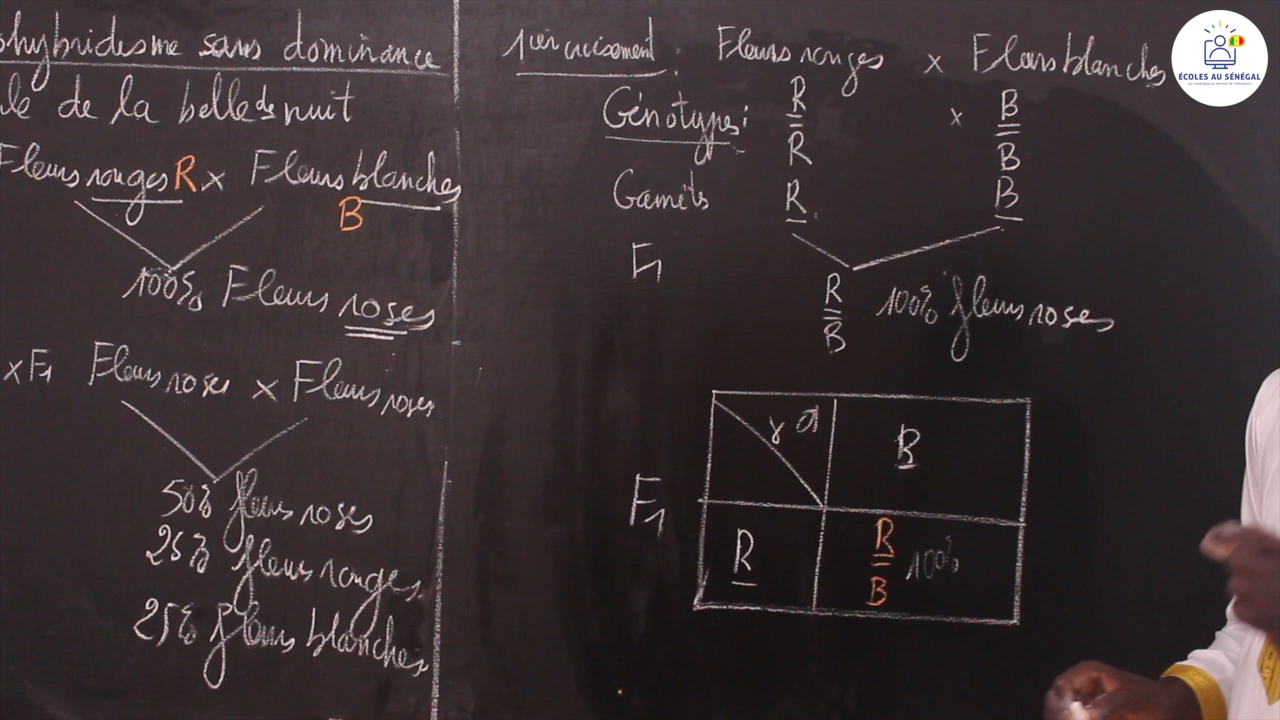 ohybridisme sans dominance
le de la belle de nuit
Fleurs rouges R x Fleurs blanches
B
100% Fleurs roses
x F1 Fleurs roses x Fleurs roses
50% fleurs roses
25% fleurs rouges
25% fleurs blanches
1er croisement : Fleurs rouges x Fleurs blanches
Génotypes : R x B
R B
Gamèts R B
F1
R 100% fleurs roses
B
F1
γ B
R R 100%
B
ÉCOLES AU SÉNÉGAL